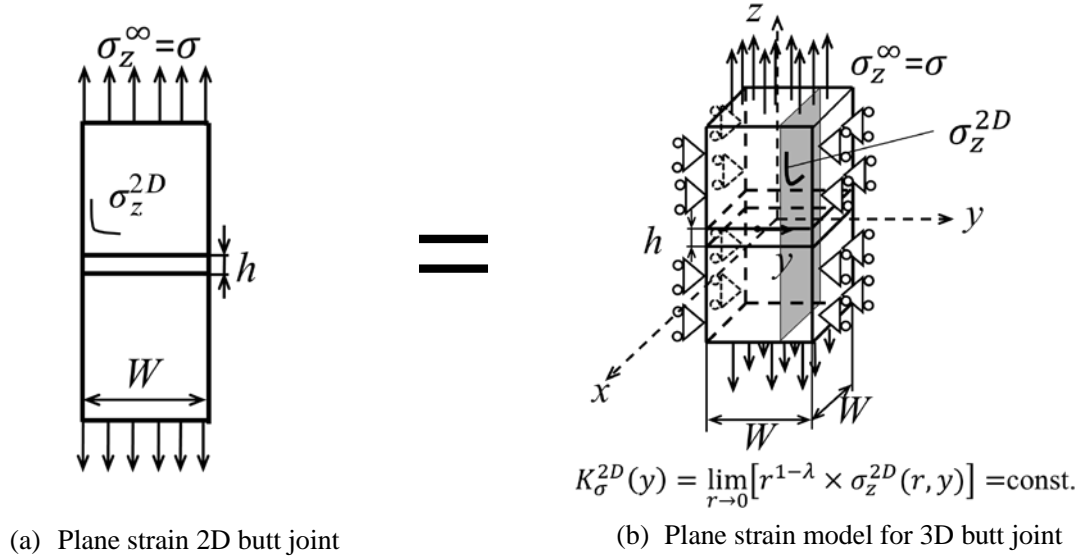 σ_z^∞=σ
σ_z^{2D}
h
W
(a) Plane strain 2D butt joint
=
z
σ_z^∞=σ
σ_z^{2D}
y
h
y
x
W
W
K_σ^{2D}(y) = lim_{r→0}[r^{1−λ} × σ_z^{2D}(r, y)] =const.
(b) Plane strain model for 3D butt joint